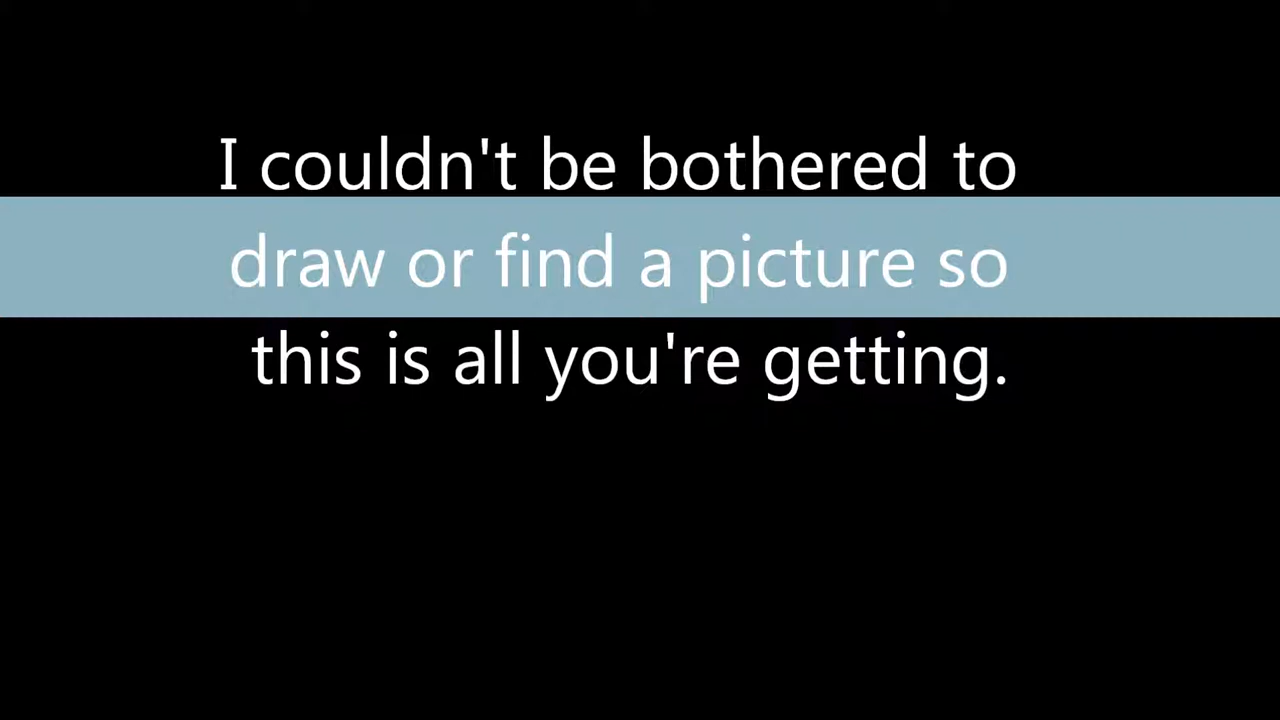 I couldn't be bothered to
draw or find a picture so
this is all you're getting.